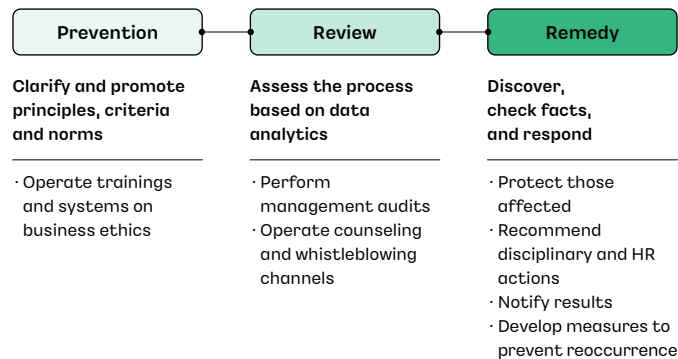 Prevention
Review
Remedy
Clarify and promote
principles, criteria
and norms
Assess the process
based on data
analytics
Discover,
check facts,
and respond
· Operate trainings
and systems on
business ethics
· Perform
management audits
· Operate counseling
and whistleblowing
channels
· Protect those
affected
· Recommend
disciplinary and HR
actions
· Notify results
· Develop measures to
prevent reoccurrence